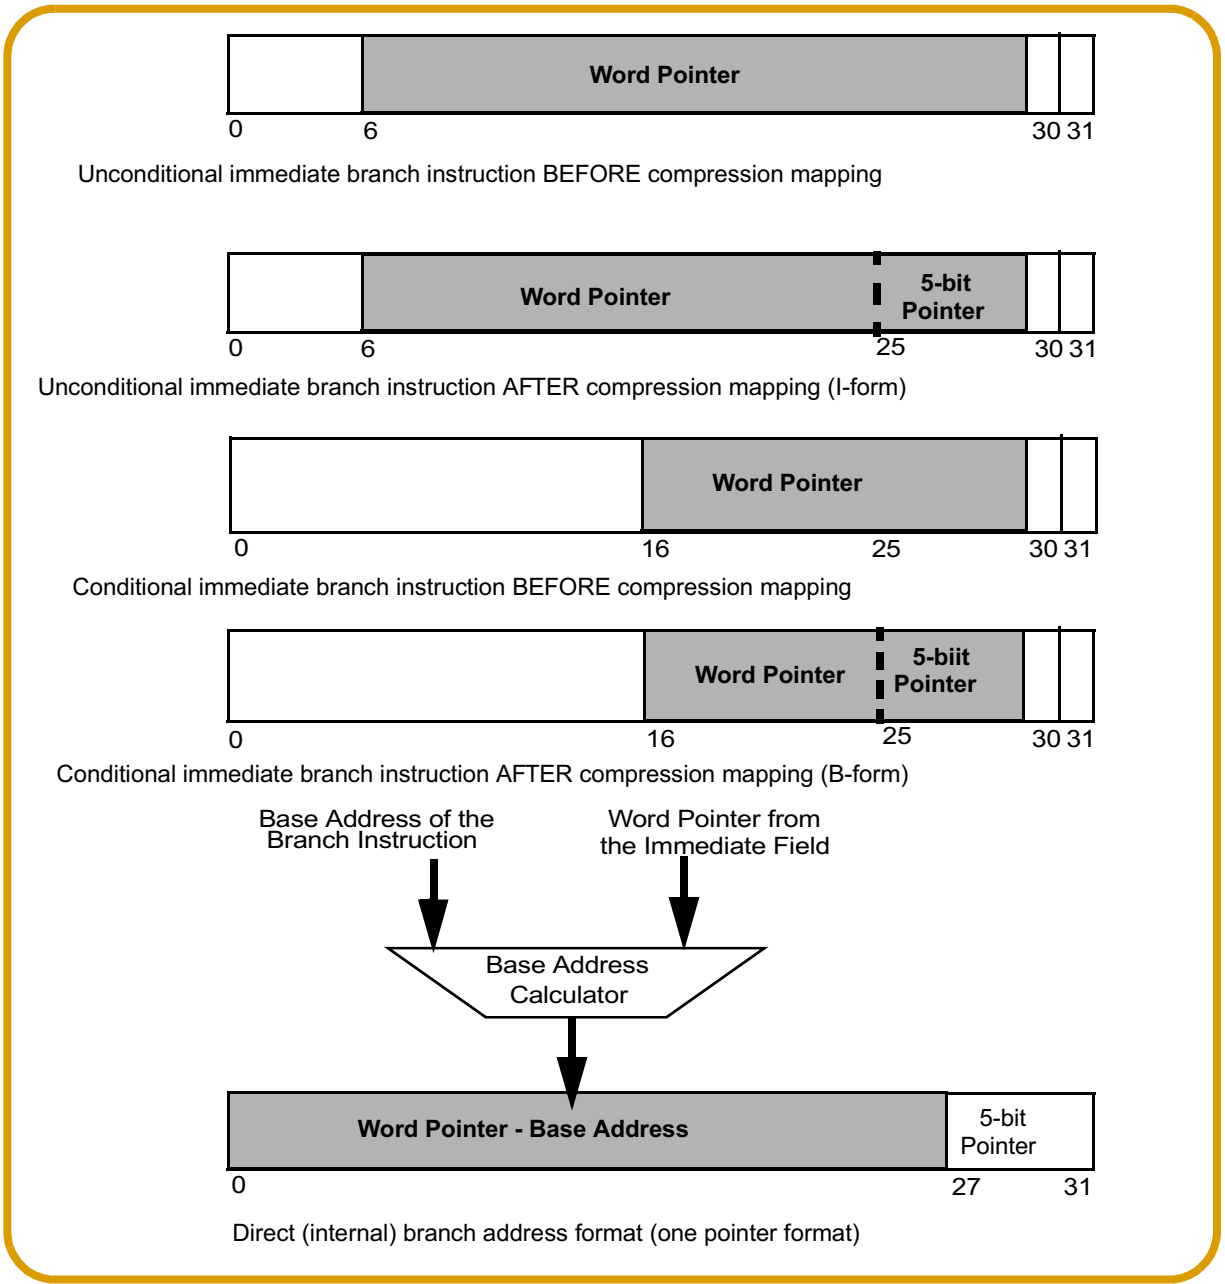 Word Pointer
0 6 30 31
Unconditional immediate branch instruction BEFORE compression mapping
Word Pointer
5-bit
Pointer
0 6 25 30 31
Unconditional immediate branch instruction AFTER compression mapping (I-form)
Word Pointer
0 16 25 30 31
Conditional immediate branch instruction BEFORE compression mapping
Word Pointer
5-biit
Pointer
0 16 25 30 31
Conditional immediate branch instruction AFTER compression mapping (B-form)
Base Address of the
Branch Instruction
Word Pointer from
the Immediate Field
Base Address
Calculator
Word Pointer - Base Address
5-bit
Pointer
0 27 31
Direct (internal) branch address format (one pointer format)